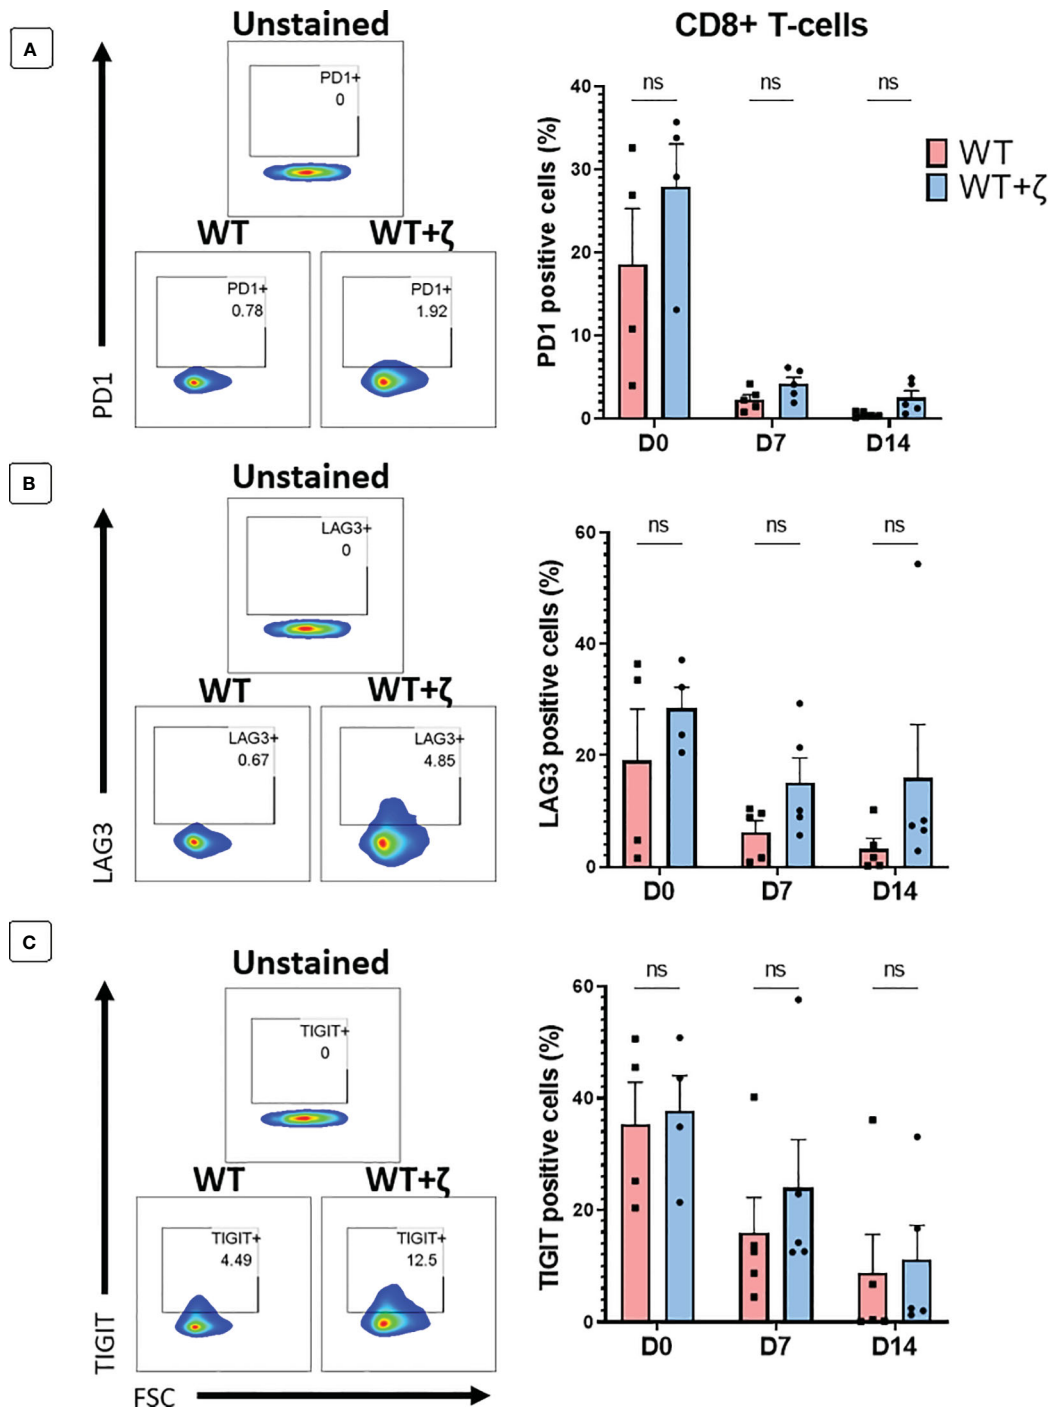 A
Unstained
PD1+
0
WT
WT+ζ
PD1+
0.78
PD1+
1.92
PD1
CD8+ T-cells
PD1 positive cells (%)
40
30
20
10
0
ns
ns
ns
D0
D7
D14
WT
WT+ζ
B
Unstained
LAG3+
0
WT
WT+ζ
LAG3+
0.67
LAG3+
4.85
LAG3
LAG3 positive cells (%)
60
40
20
0
ns
ns
ns
D0
D7
D14
C
Unstained
TIGIT+
0
WT
WT+ζ
TIGIT+
4.49
TIGIT+
12.5
TIGIT
FSC
TIGIT positive cells (%)
60
40
20
0
ns
ns
ns
D0
D7
D14